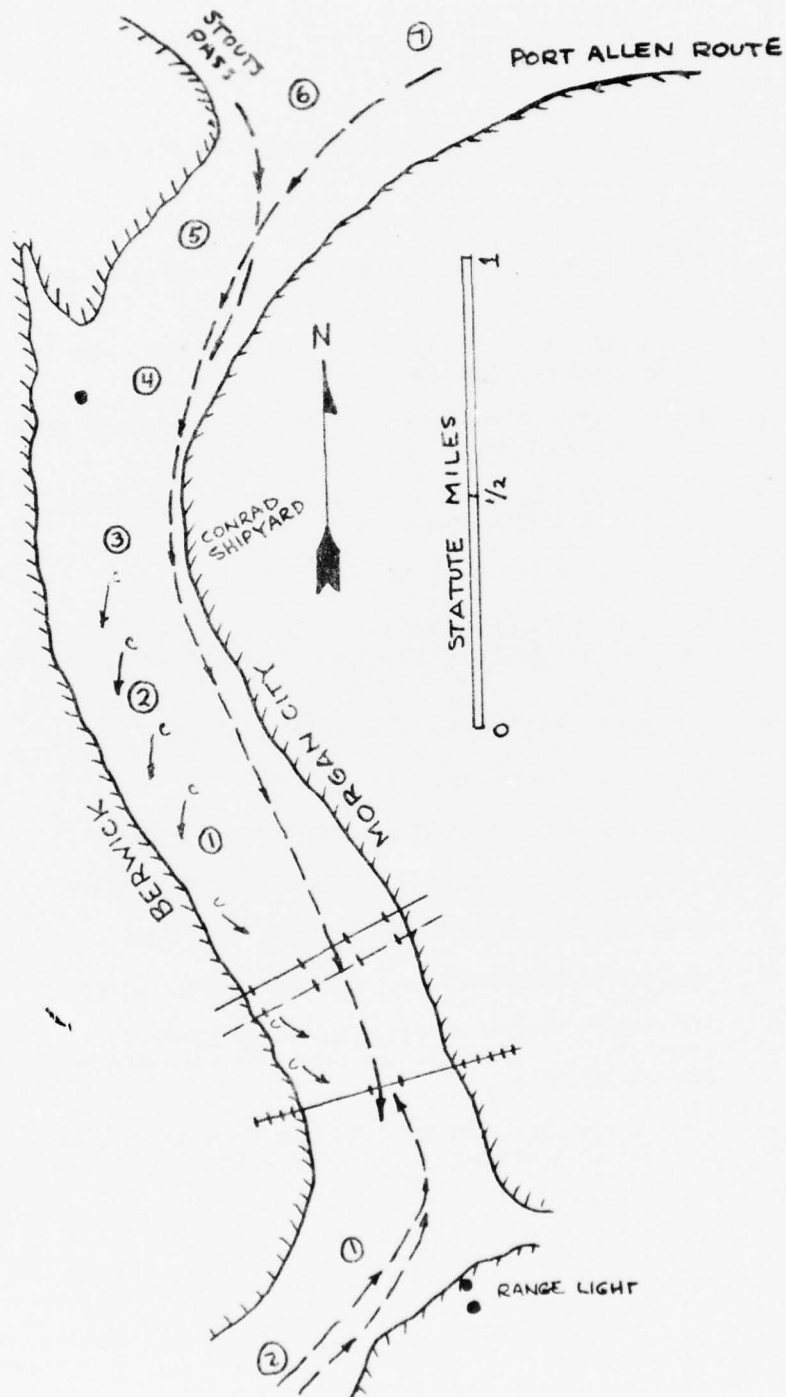 STOUTS
PASS
⑦
PORT ALLEN ROUTE
⑥
⑤
1
N
④
STATUTE MILES
1/2
CONRAD
SHIPYARD
③
②
0
MORGAN CITY
①
BERWICK
①
RANGE LIGHT
②